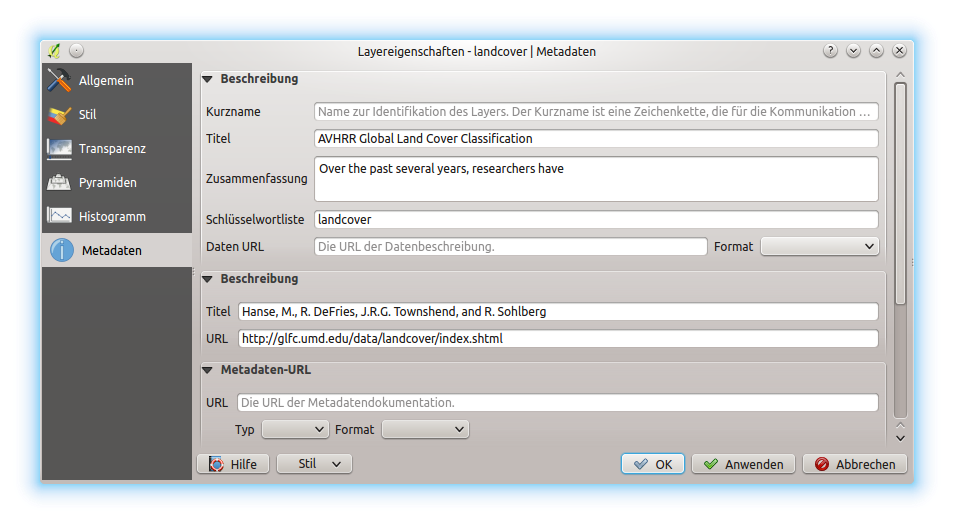 Layereigenschaften - landcover | Metadaten
Allgemein
Stil
Transparenz
Pyramiden
Histogramm
Metadaten
Beschreibung
Kurzname Name zur Identifikation des Layers. Der Kurzname ist eine Zeichenkette, die für die Kommunikation ...
Titel AVHRR Global Land Cover Classification
Zusammenfassung Over the past several years, researchers have
Schlüsselwortliste landcover
Daten URL Die URL der Datenbeschreibung. Format
Beschreibung
Titel Hanse, M., R. DeFries, J.R.G. Townshend, and R. Sohlberg
URL http://glfc.umd.edu/data/landcover/index.shtml
Metadaten-URL
URL Die URL der Metadatendokumentation.
Typ Format
Hilfe Stil OK Anwenden Abbrechen